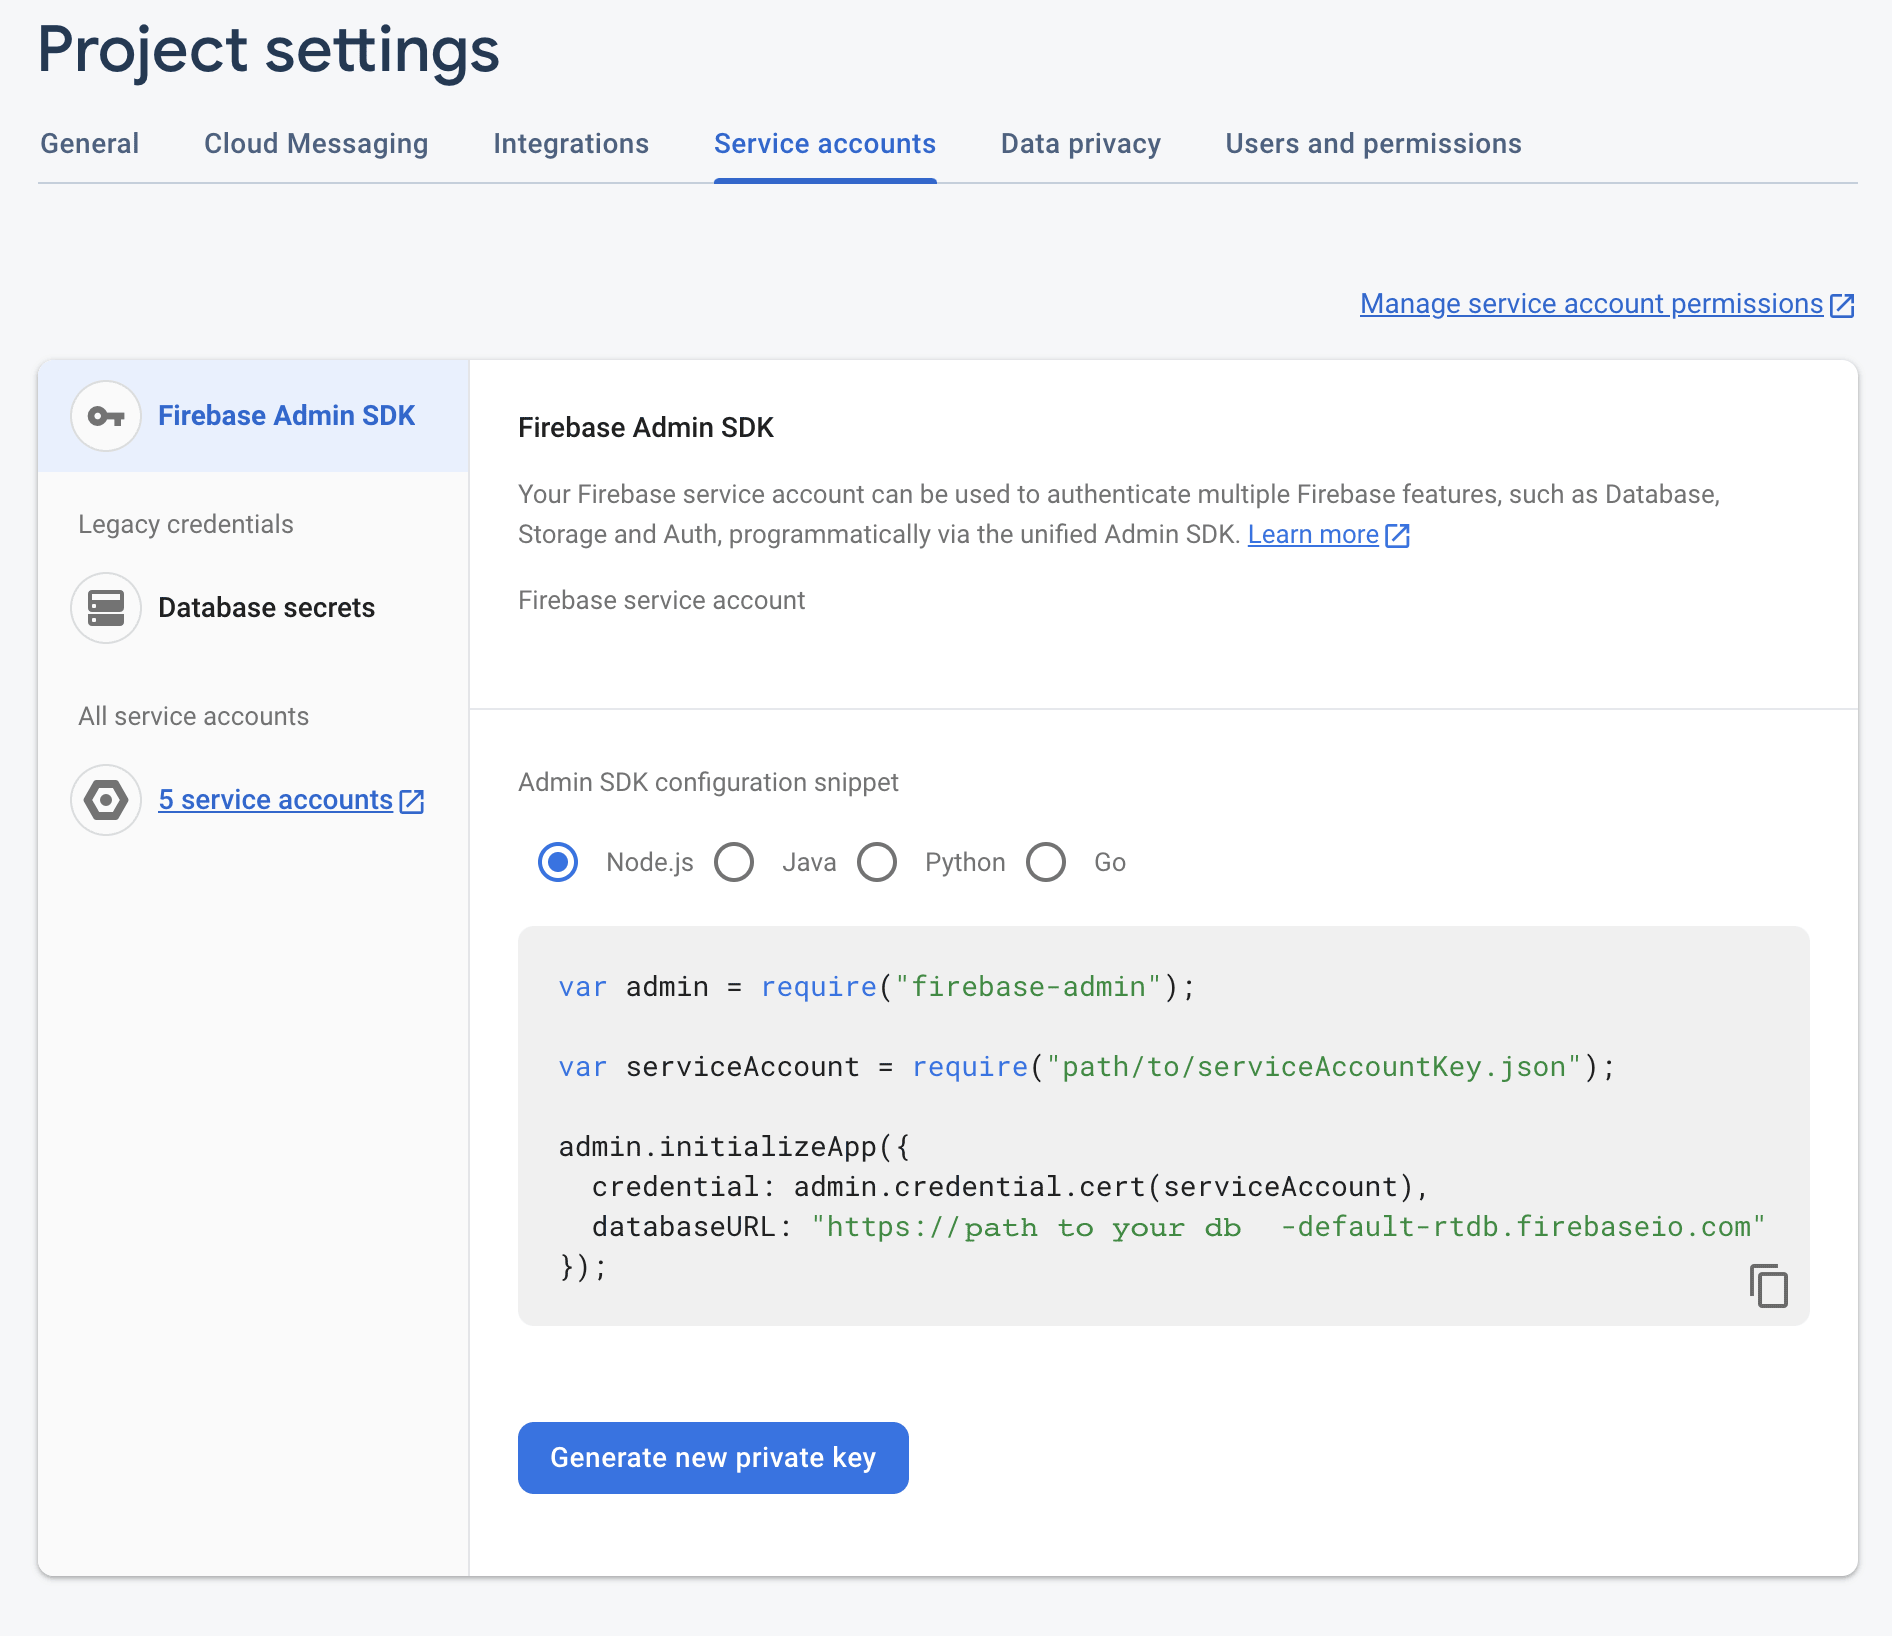 Project settings
General Cloud Messaging Integrations Service accounts Data privacy Users and permissions
Manage service account permissions
Firebase Admin SDK
Legacy credentials
Database secrets
All service accounts
5 service accounts
Firebase Admin SDK
Your Firebase service account can be used to authenticate multiple Firebase features, such as Database,
Storage and Auth, programmatically via the unified Admin SDK. Learn more
Firebase service account
Admin SDK configuration snippet
Node.js Java Python Go
var admin = require("firebase-admin");
var serviceAccount = require("path/to/serviceAccountKey.json");
admin.initializeApp({
  credential: admin.credential.cert(serviceAccount),
  databaseURL: "https://path to your db  -default-rtdb.firebaseio.com"
});
Generate new private key